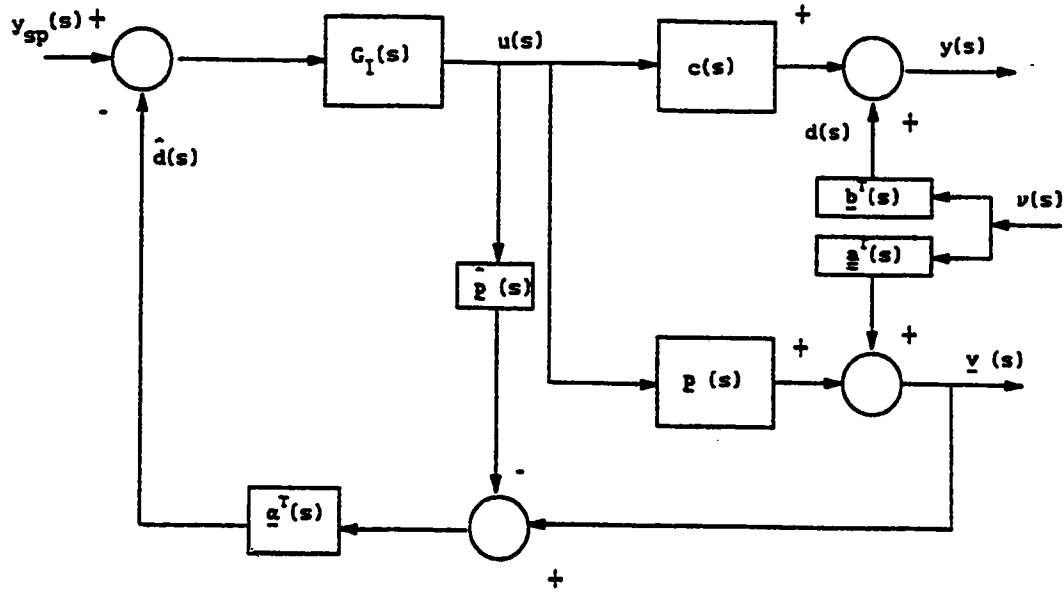 y_sp(s) +
-
G_I(s)
u(s)
c(s)
+
y(s)
d(s)
+
d̂(s)
b̲ᵀ(s)
ν(s)
a̳ᵀ(s)
p̲̂ (s)
+
p̲ (s)
+
v̲ (s)
-
α̲ᵀ(s)
+